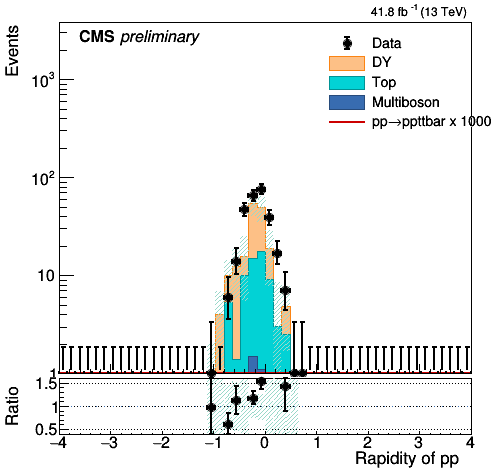 41.8 fb⁻¹ (13 TeV)
CMS preliminary
Events
Data
DY
Top
Multiboson
pp→ppttbar x 1000
10³
10²
10
1
Ratio
1.5
1
0.5
−4 −3 −2 −1 0 1 2 3 4
Rapidity of pp